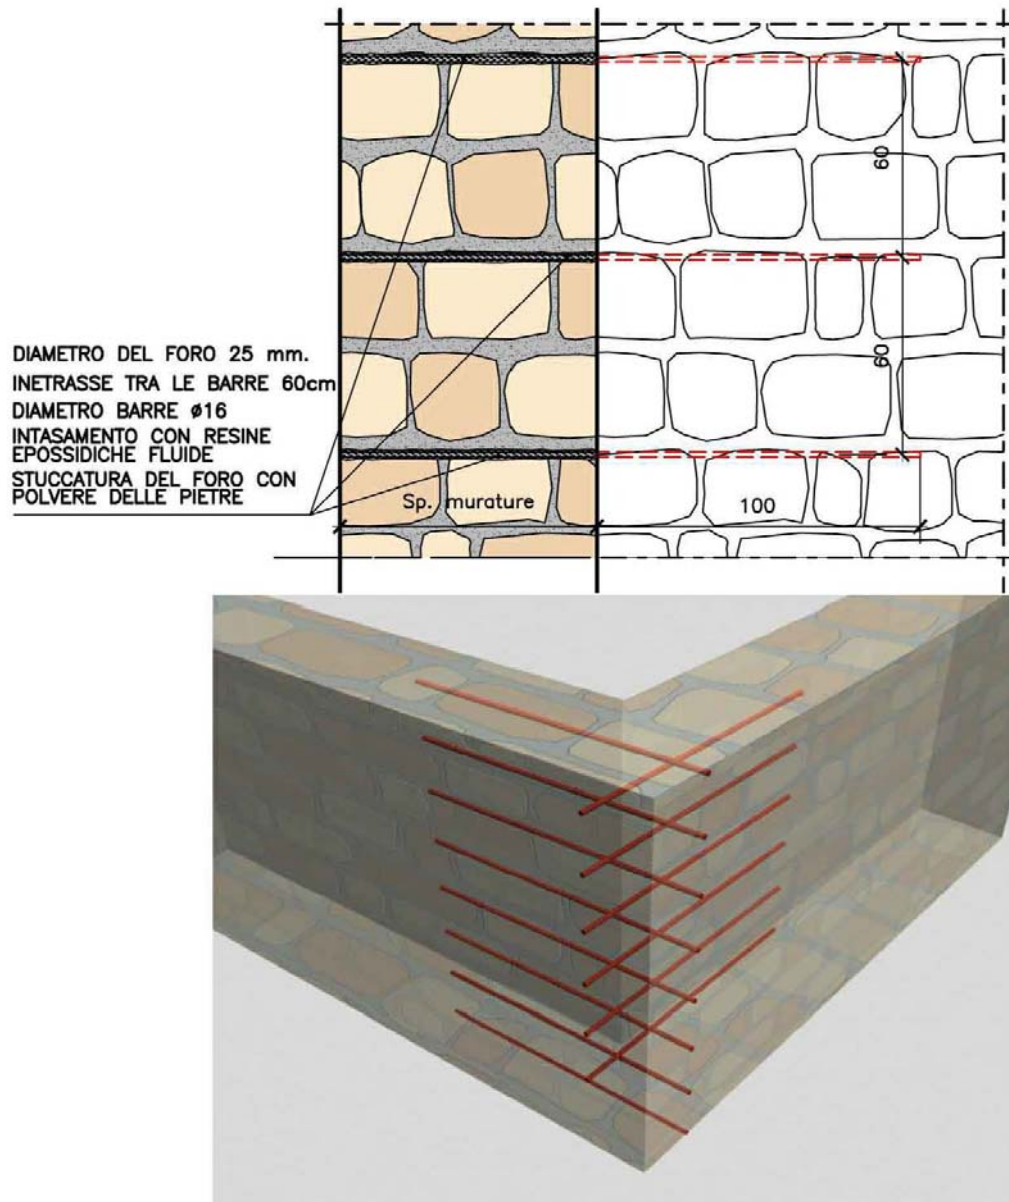 DIAMETRO DEL FORO 25 mm.
INETRASSE TRA LE BARRE 60cm
DIAMETRO BARRE ø16
INTASAMENTO CON RESINE
EPOSSIDICHE FLUIDE
STUCCATURA DEL FORO CON
POLVERE DELLE PIETRE
60
60
Sp. murature
100